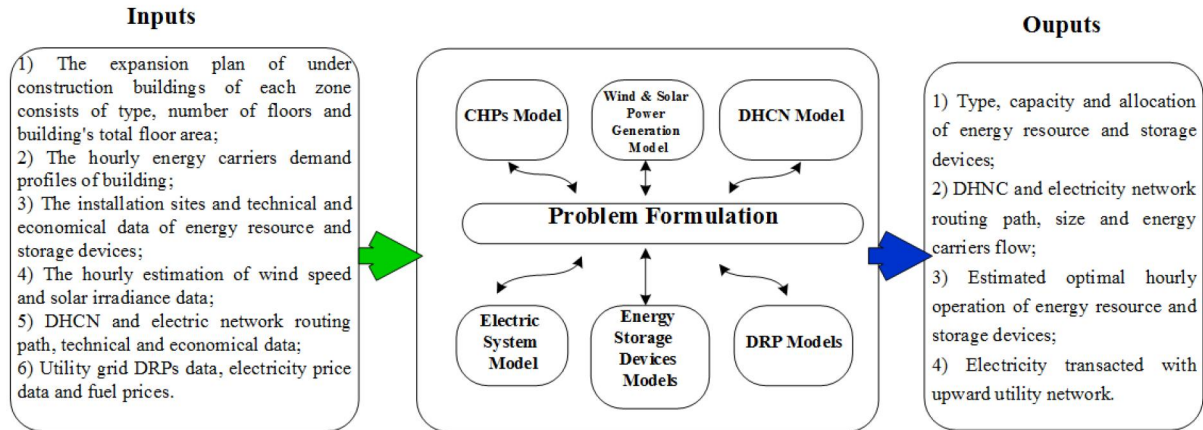 Inputs
1) The expansion plan of under
construction buildings of each zone
consists of type, number of floors and
building's total floor area;
2) The hourly energy carriers demand
profiles of building;
3) The installation sites and technical and
economical data of energy resource and
storage devices;
4) The hourly estimation of wind speed
and solar irradiance data;
5) DHCN and electric network routing
path, technical and economical data;
6) Utility grid DRPs data, electricity price
data and fuel prices.
CHPs Model
Wind & Solar
Power
Generation
Model
DHCN Model
Problem Formulation
Electric
System
Model
Energy
Storage
Devices
Models
DRP Models
Ouputs
1) Type, capacity and allocation
of energy resource and storage
devices;
2) DHNC and electricity network
routing path, size and energy
carriers flow;
3) Estimated optimal hourly
operation of energy resource and
storage devices;
4) Electricity transacted with
upward utility network.